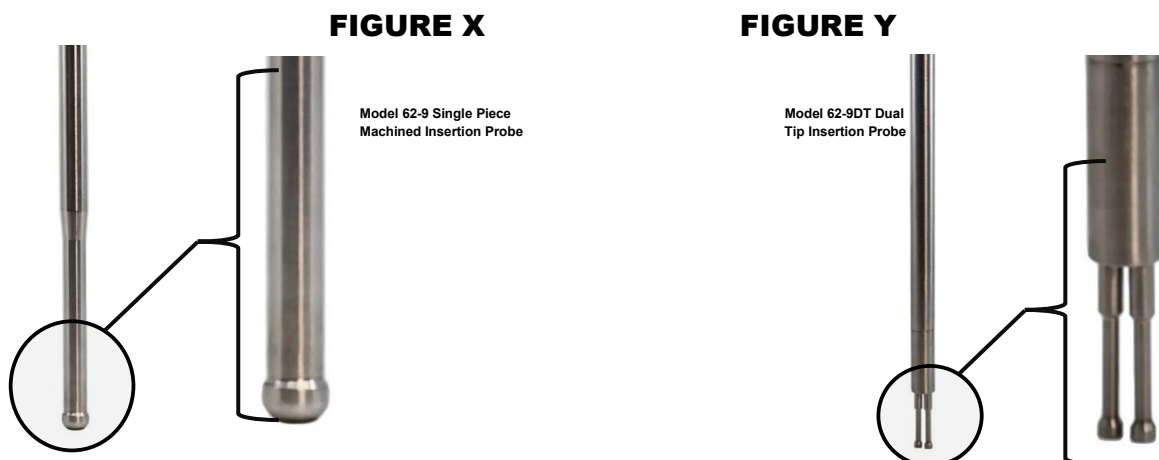 FIGURE X
FIGURE Y
Model 62-9 Single Piece
Machined Insertion Probe
Model 62-9DT Dual
Tip Insertion Probe